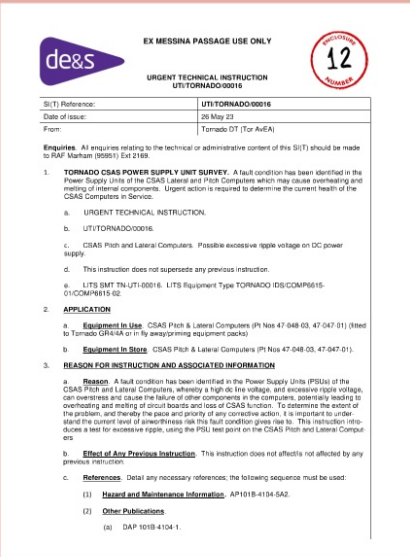 EX MESSINA PASSAGE USE ONLY
ENCLOSURE
12
NUMBER
de&s
URGENT TECHNICAL INSTRUCTION
UTI/TORNADO/00016
SI(T) Reference: UTI/TORNADO/00016
Date of issue: 26 May 23
From: Tornado DT (Tor AvEA)
Enquiries. All enquiries relating to the technical or administrative content of this SI(T) should be made
to RAF Marham (95951) Ext 2169.
1. TORNADO CSAS POWER SUPPLY UNIT SURVEY. A fault condition has been identified in the
Power Supply Units of the CSAS Lateral and Pitch Computers which may cause overheating and
melting of internal components. Urgent action is required to determine the current health of the
CSAS Computers in Service.
a. URGENT TECHNICAL INSTRUCTION.
b. UTI/TORNADO/00016.
c. CSAS Pitch and Lateral Computers. Possible excessive ripple voltage on DC power
supply.
d. This instruction does not supersede any previous instruction.
e. LITS SMT TN-UTI-00016. LITS Equipment Type TORNADO IDS/COMP6615-
01/COMP6615-02.
2. APPLICATION
a. Equipment In Use. CSAS Pitch & Lateral Computers (Pt Nos 47-048-03, 47-047-01) (fitted
to Tornado GR4/4A or in fly away/priming equipment packs)
b. Equipment In Store. CSAS Pitch & Lateral Computers (Pt Nos 47-048-03, 47-047-01).
3. REASON FOR INSTRUCTION AND ASSOCIATED INFORMATION
a. Reason. A fault condition has been identified in the Power Supply Units (PSUs) of the
CSAS Pitch and Lateral Computers, whereby a high dc line voltage, and excessive ripple voltage,
can overstress and cause the failure of other components in the computers, potentially leading to
overheating and melting of circuit boards and loss of CSAS function. To determine the extent of
the problem, and thereby the pace and priority of any corrective action, it is important to under-
stand the current level of airworthiness risk this fault condition gives rise to. This instruction intro-
duces a test for excessive ripple, using the PSU test point on the CSAS Pitch and Lateral Comput-
ers
b. Effect of Any Previous Instruction. This instruction does not affect/is not affected by any
previous instruction.
c. References. Detail any necessary references; the following sequence must be used:
(1) Hazard and Maintenance Information. AP101B-4104-5A2.
(2) Other Publications.
(a) DAP 101B-4104-1.